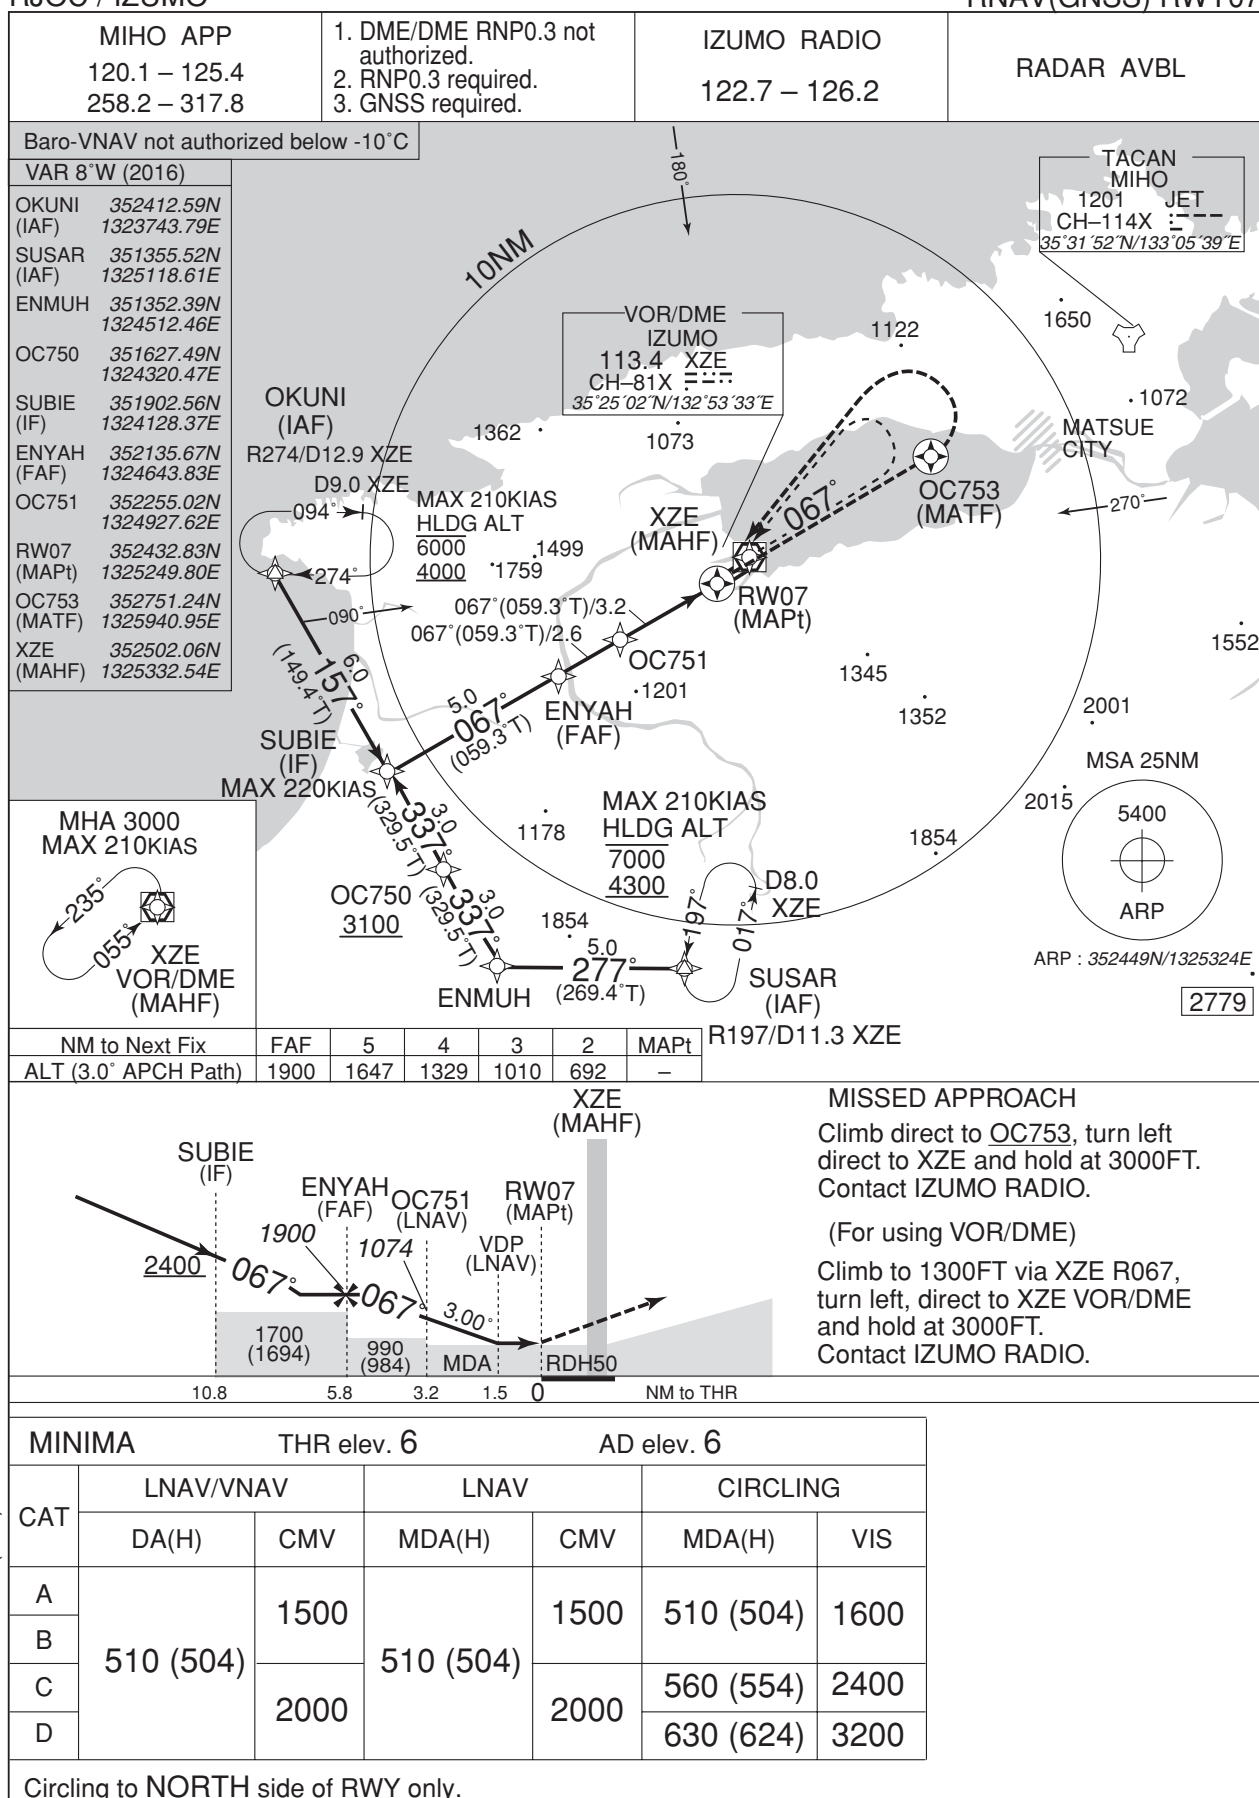 RJOC / IZUMO
RNAV(GNSS) RWY07
MIHO APP
120.1 – 125.4
258.2 – 317.8
1. DME/DME RNP0.3 not
authorized.
2. RNP0.3 required.
3. GNSS required.
IZUMO RADIO
122.7 – 126.2
RADAR AVBL
Baro-VNAV not authorized below -10˚C
VAR 8˚W (2016)
OKUNI 352412.59N
(IAF) 1323743.79E
SUSAR 351355.52N
(IAF) 1325118.61E
ENMUH 351352.39N
1324512.46E
OC750 351627.49N
1324320.47E
SUBIE 351902.56N
(IF) 1324128.37E
ENYAH 352135.67N
(FAF) 1324643.83E
OC751 352255.02N
1324927.62E
RW07 352432.83N
(MAPt) 1325249.80E
OC753 352751.24N
(MATF) 1325940.95E
XZE 352502.06N
(MAHF) 1325332.54E
180˚
10NM
TACAN
MIHO
1201 JET
CH–114X
35˚31´52˝N/133˚05´39˝E
VOR/DME
IZUMO
113.4 XZE
CH–81X
35˚25´02˝N/132˚53´33˝E
1122
1650
1072
MATSUE
CITY
270˚
OKUNI
(IAF)
R274/D12.9 XZE
D9.0 XZE
094˚
274˚
090˚
1362
1073
MAX 210KIAS
HLDG ALT
6000
4000
1499
1759
XZE
(MAHF)
067˚
OC753
(MATF)
RW07
(MAPt)
067˚(059.3˚T)/3.2
067˚(059.3˚T)/2.6
OC751
1201
ENYAH
(FAF)
1345
1352
1552
2001
6.0
157˚
(149.4˚T)
5.0
067˚
(059.3˚T)
SUBIE
(IF)
MAX 220KIAS
3.0
337˚
(329.5˚T)
OC750
3100
3.0
337˚
(329.5˚T)
1178
MAX 210KIAS
HLDG ALT
7000
4300
1854
2015
MSA 25NM
5400
ARP
ARP : 352449N/1325324E
2779
D8.0
XZE
197˚
017˚
1854
5.0
277˚
(269.4˚T)
ENMUH
SUSAR
(IAF)
R197/D11.3 XZE
MHA 3000
MAX 210KIAS
235˚
055˚
XZE
VOR/DME
(MAHF)
NM to Next Fix FAF 5 4 3 2 MAPt
ALT (3.0˚ APCH Path) 1900 1647 1329 1010 692 –
XZE
(MAHF)
SUBIE
(IF)
ENYAH
(FAF)
OC751
(LNAV)
RW07
(MAPt)
VDP
(LNAV)
1900
1074
2400
067˚
067˚
3.00˚
1700
(1694)
990
(984)
MDA
RDH50
10.8 5.8 3.2 1.5 0 NM to THR
MISSED APPROACH
Climb direct to OC753, turn left
direct to XZE and hold at 3000FT.
Contact IZUMO RADIO.
(For using VOR/DME)
Climb to 1300FT via XZE R067,
turn left, direct to XZE VOR/DME
and hold at 3000FT.
Contact IZUMO RADIO.
MINIMA THR elev. 6 AD elev. 6
CAT LNAV/VNAV LNAV CIRCLING
DA(H) CMV MDA(H) CMV MDA(H) VIS
A
B
C
D
510 (504)
1500
2000
510 (504)
1500
2000
510 (504) 1600
560 (554) 2400
630 (624) 3200
Circling to NORTH side of RWY only.